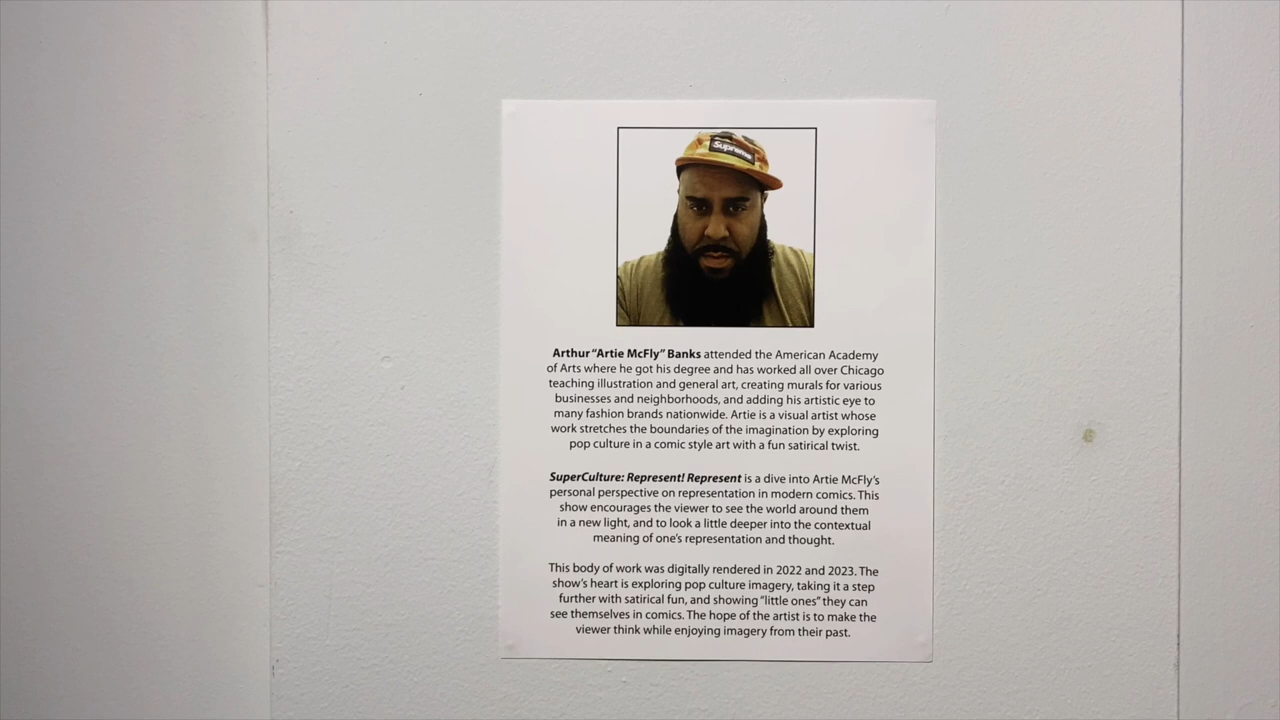 Supreme
Arthur “Artie McFly” Banks attended the American Academy
of Arts where he got his degree and has worked all over Chicago
teaching illustration and general art, creating murals for various
businesses and neighborhoods, and adding his artistic eye to
many fashion brands nationwide. Artie is a visual artist whose
work stretches the boundaries of the imagination by exploring
pop culture in a comic style art with a fun satirical twist.
SuperCulture: Represent! Represent is a dive into Artie McFly’s
personal perspective on representation in modern comics. This
show encourages the viewer to see the world around them
in a new light, and to look a little deeper into the contextual
meaning of one’s representation and thought.
This body of work was digitally rendered in 2022 and 2023. The
show’s heart is exploring pop culture imagery, taking it a step
further with satirical fun, and showing “little ones” they can
see themselves in comics. The hope of the artist is to make the
viewer think while enjoying imagery from their past.